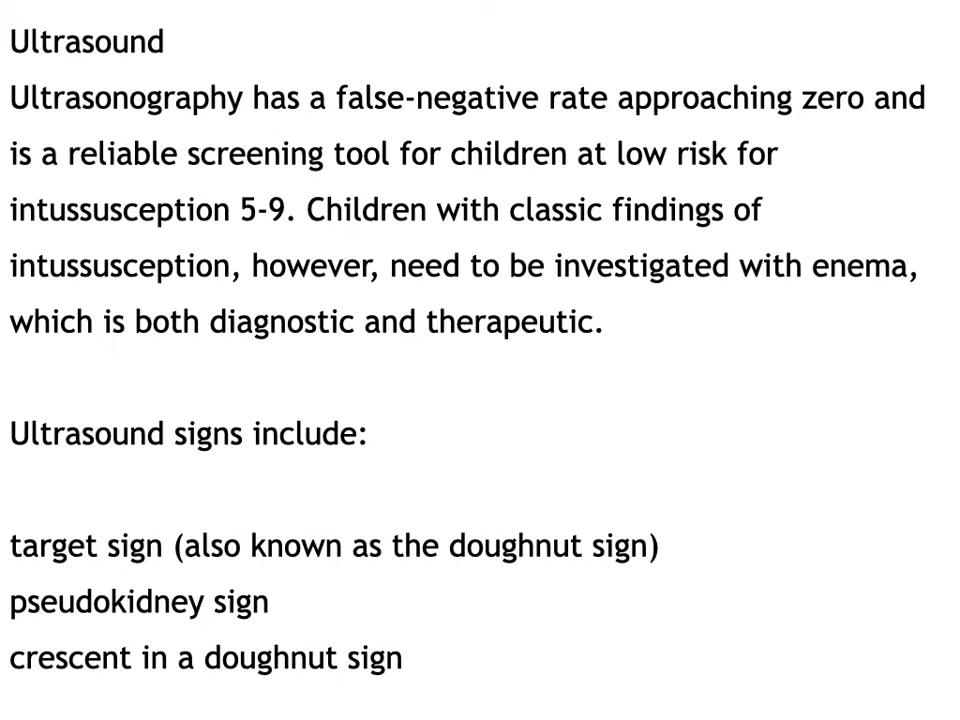 Ultrasound
Ultrasonography has a false-negative rate approaching zero and
is a reliable screening tool for children at low risk for
intussusception 5-9. Children with classic findings of
intussusception, however, need to be investigated with enema,
which is both diagnostic and therapeutic.
Ultrasound signs include:
target sign (also known as the doughnut sign)
pseudokidney sign
crescent in a doughnut sign